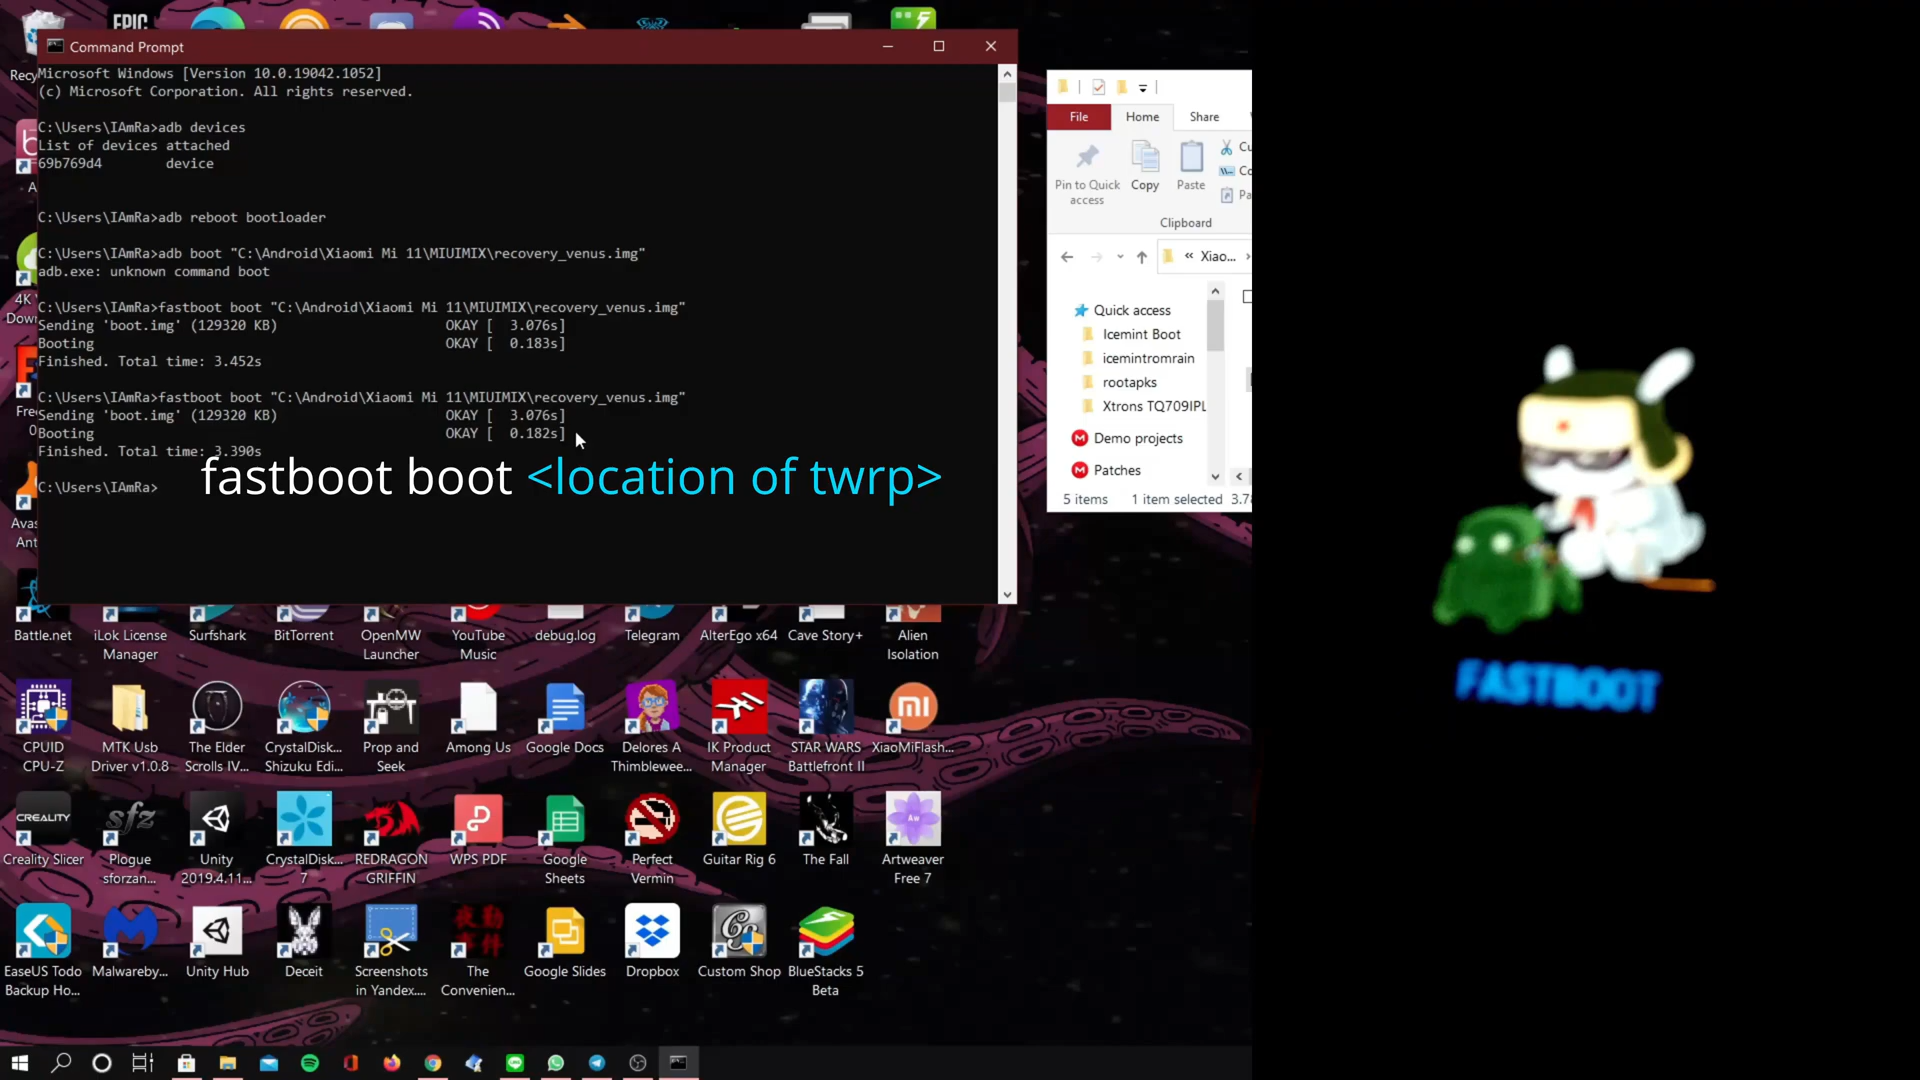 EPIC
Command Prompt
Microsoft Windows [Version 10.0.19042.1052]
(c) Microsoft Corporation. All rights reserved.
C:\Users\IAmRa>adb devices
List of devices attached
69b769d4 device
C:\Users\IAmRa>adb reboot bootloader
C:\Users\IAmRa>adb boot "C:\Android\Xiaomi Mi 11\MIUIMIX\recovery_venus.img"
adb.exe: unknown command boot
C:\Users\IAmRa>fastboot boot "C:\Android\Xiaomi Mi 11\MIUIMIX\recovery_venus.img"
Sending 'boot.img' (129320 KB) OKAY [ 3.076s]
Booting OKAY [ 0.183s]
Finished. Total time: 3.452s
C:\Users\IAmRa>fastboot boot "C:\Android\Xiaomi Mi 11\MIUIMIX\recovery_venus.img"
Sending 'boot.img' (129320 KB) OKAY [ 3.076s]
Booting OKAY [ 0.182s]
Finished. Total time: 3.390s
C:\Users\IAmRa>
fastboot boot <location of twrp>
File Home Share
Pin to Quick
access
Copy
Paste
Clipboard
« Xiao...
Quick access
Icemint Boot
icemintromrain
rootapks
Xtrons TQ709IPL
Demo projects
Patches
5 items 1 item selected 3.78
FASTBOOT
Battle.net
iLok License
Manager
Surfshark
BitTorrent
OpenMW
Launcher
YouTube
Music
debug.log
Telegram
AlterEgo x64
Cave Story+
Alien
Isolation
CPUID
CPU-Z
MTK Usb
Driver v1.0.8
The Elder
Scrolls IV...
CrystalDisk...
Shizuku Edi...
Prop and
Seek
Among Us
Google Docs
Delores A
Thimblewee...
IK Product
Manager
STAR WARS
Battlefront II
XiaoMiFlash...
CREALITY
Creality Slicer
sfz
Plogue
sforzan...
Unity
2019.4.11...
CrystalDisk...
7
REDRAGON
GRIFFIN
WPS PDF
Google
Sheets
Perfect
Vermin
Guitar Rig 6
The Fall
Aw
Artweaver
Free 7
EaseUS Todo
Backup Ho...
Malwareby...
Unity Hub
Deceit
Screenshots
in Yandex....
夜勤
事件
The
Convenien...
Google Slides
Dropbox
Custom Shop
BlueStacks 5
Beta